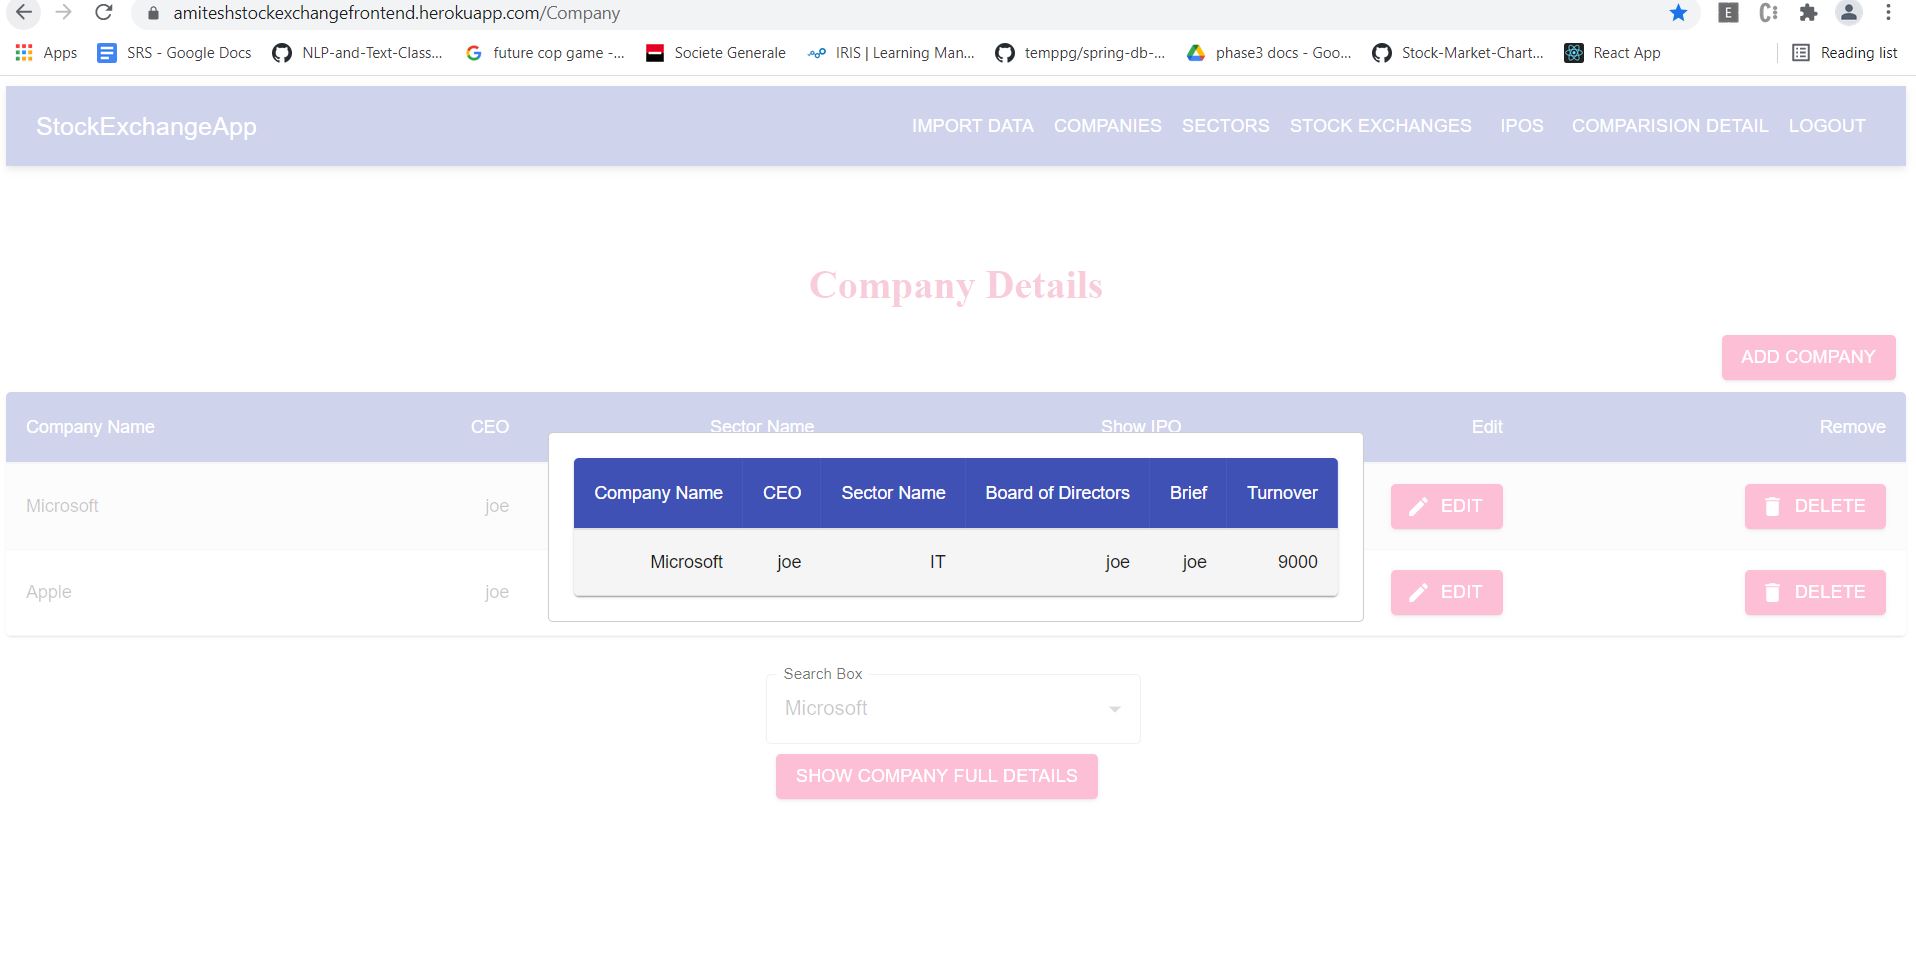 amiteshstockexchangefrontend.herokuapp.com/Company
E
Apps SRS - Google Docs NLP-and-Text-Class... future cop game -... Societe Generale IRIS | Learning Man... temppg/spring-db-... phase3 docs - Goo... Stock-Market-Chart... React App Reading list
StockExchangeApp IMPORT DATA COMPANIES SECTORS STOCK EXCHANGES IPOS COMPARISION DETAIL LOGOUT
Company Details
ADD COMPANY
Company Name CEO Sector Name Show IPO Edit Remove
Company Name CEO Sector Name Board of Directors Brief Turnover
Microsoft joe EDIT DELETE
Microsoft joe IT joe joe 9000
Apple joe EDIT DELETE
Search Box
Microsoft
SHOW COMPANY FULL DETAILS